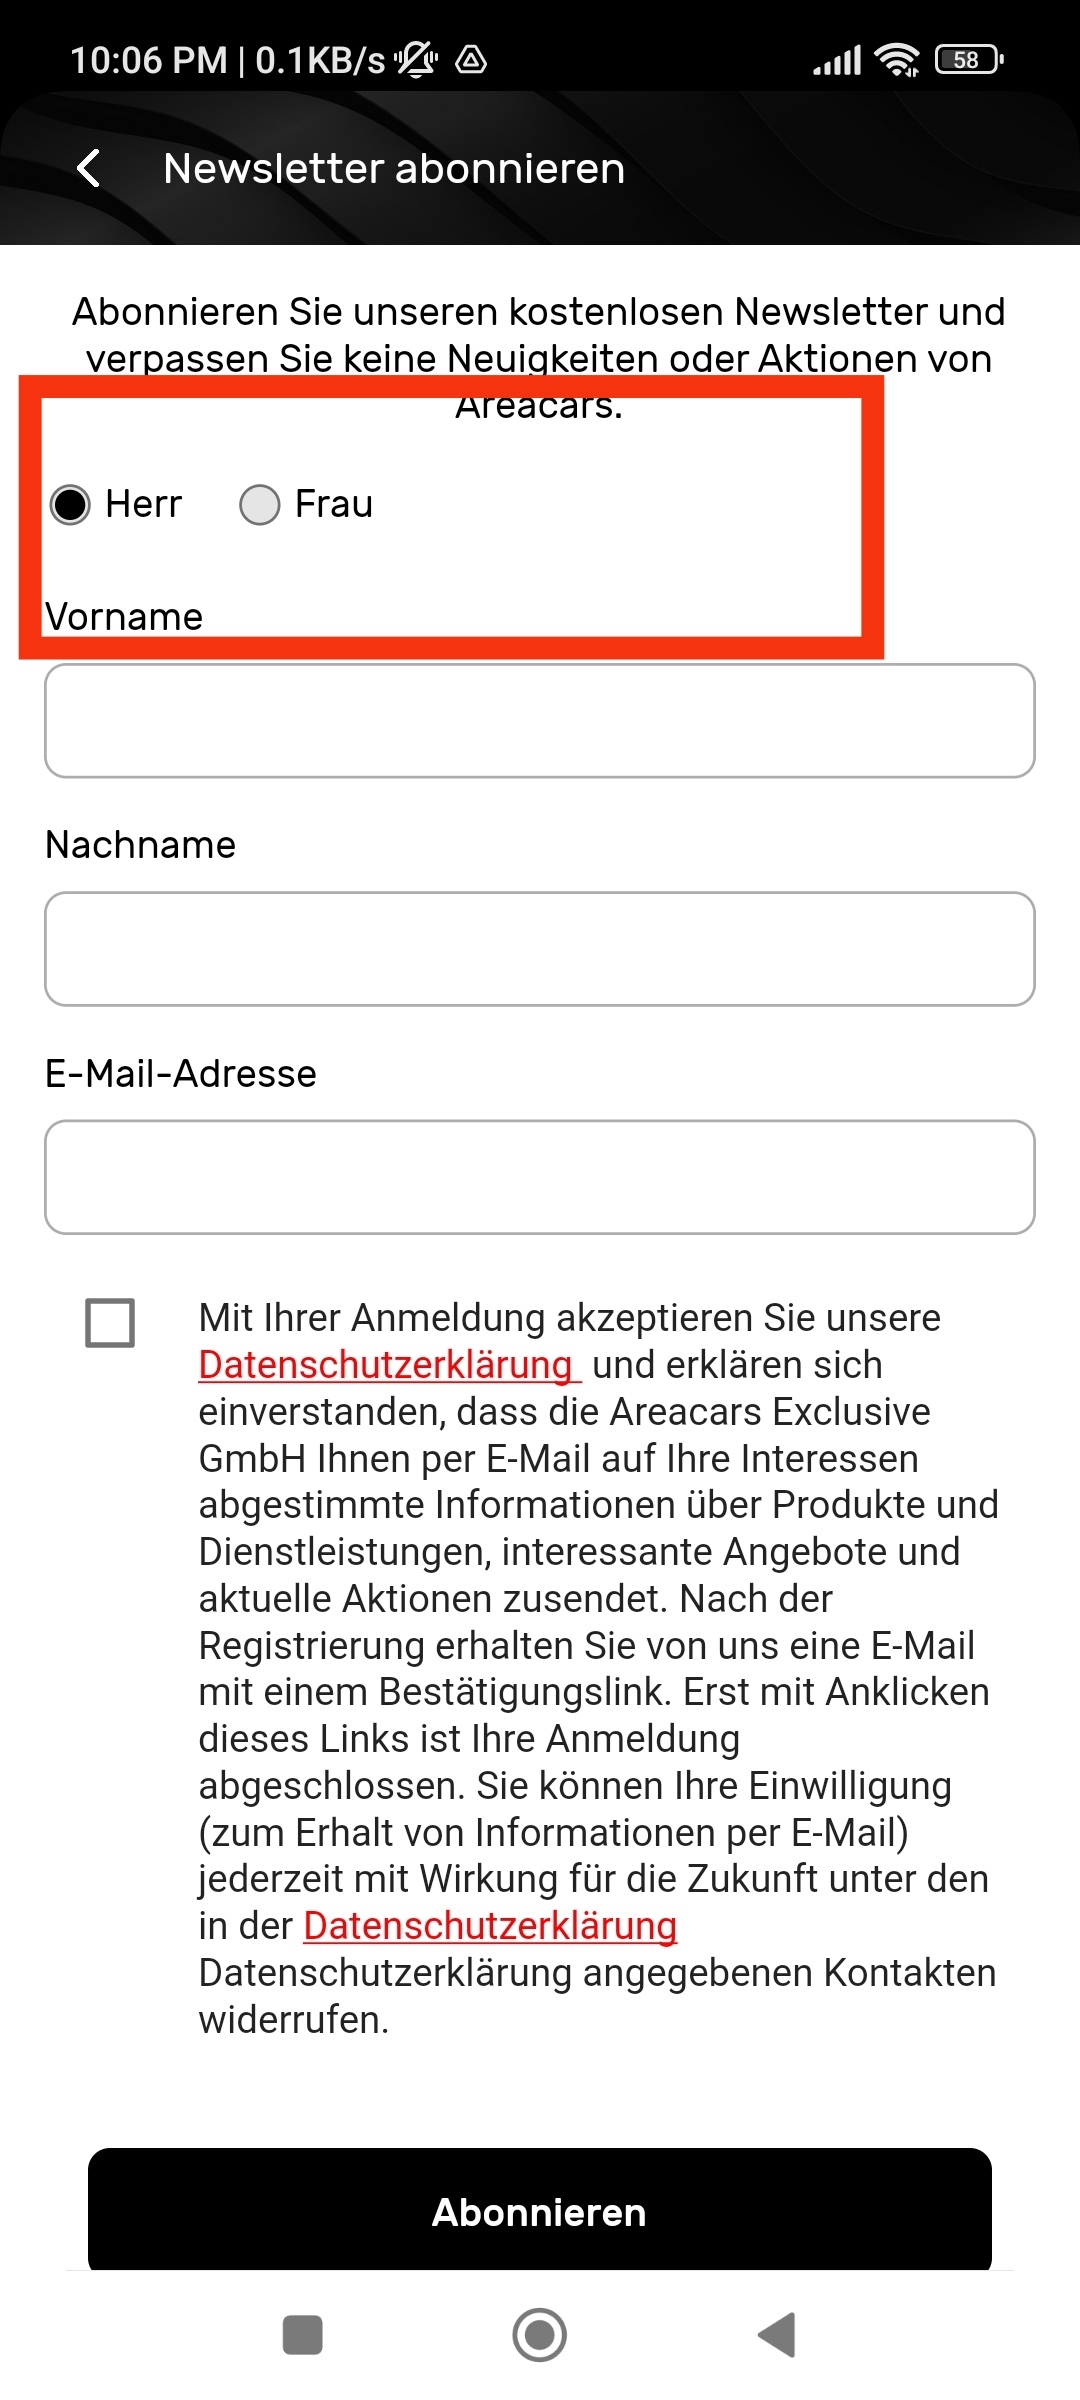 10:06 PM | 0.1KB/s
58
Newsletter abonnieren
Abonnieren Sie unseren kostenlosen Newsletter und
verpassen Sie keine Neuigkeiten oder Aktionen von
Areacars.
Herr Frau
Vorname
Nachname
E-Mail-Adresse
Mit Ihrer Anmeldung akzeptieren Sie unsere
Datenschutzerklärung und erklären sich
einverstanden, dass die Areacars Exclusive
GmbH Ihnen per E-Mail auf Ihre Interessen
abgestimmte Informationen über Produkte und
Dienstleistungen, interessante Angebote und
aktuelle Aktionen zusendet. Nach der
Registrierung erhalten Sie von uns eine E-Mail
mit einem Bestätigungslink. Erst mit Anklicken
dieses Links ist Ihre Anmeldung
abgeschlossen. Sie können Ihre Einwilligung
(zum Erhalt von Informationen per E-Mail)
jederzeit mit Wirkung für die Zukunft unter den
in der Datenschutzerklärung
Datenschutzerklärung angegebenen Kontakten
widerrufen.
Abonnieren